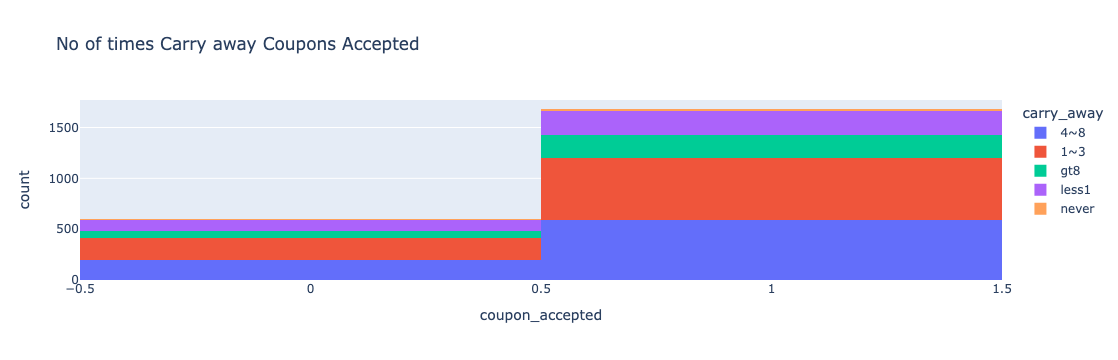 No of times Carry away Coupons Accepted
carry_away
4~8
1~3
gt8
less1
never
count
1500
1000
500
0
−0.5
0
0.5
1
1.5
coupon_accepted